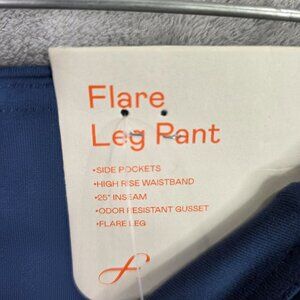 Flare
Leg Pant
•SIDE POCKETS
•HIGH RISE WAISTBAND
•25" INSEAM
•ODOR RESISTANT GUSSET
•FLARE LEG